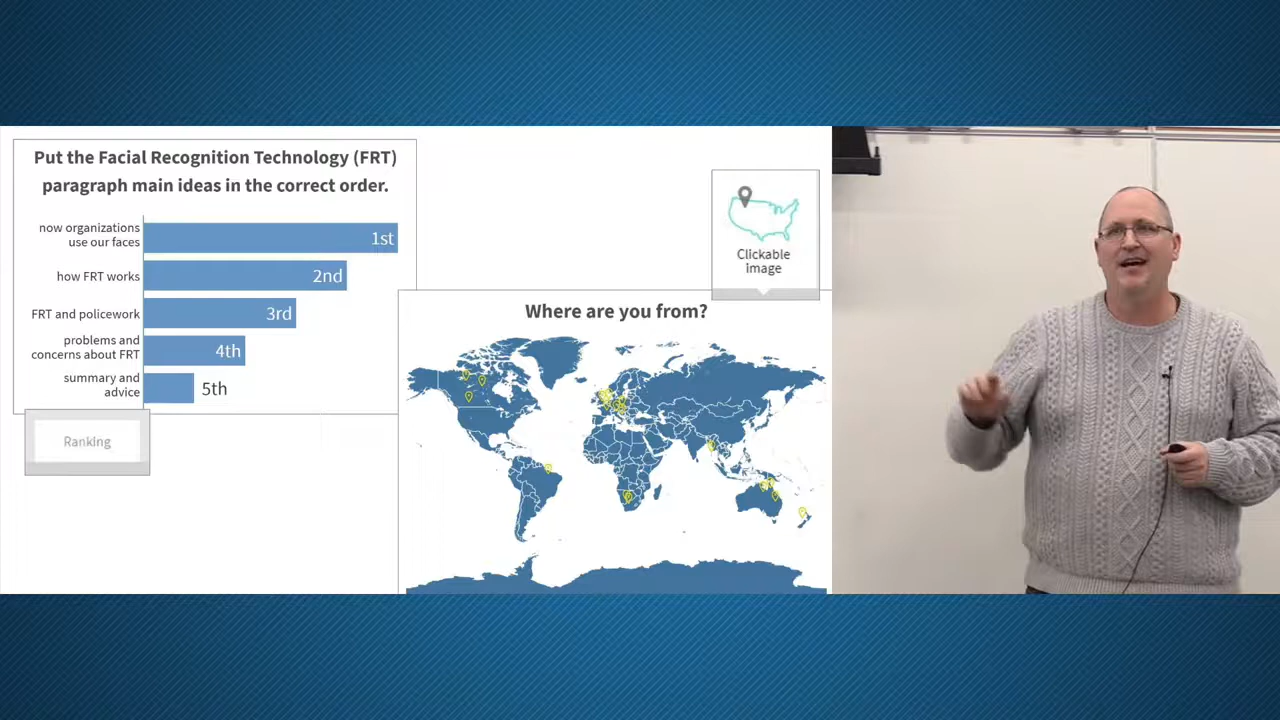 Put the Facial Recognition Technology (FRT)
paragraph main ideas in the correct order.
now organizations
use our faces
1st
how FRT works
2nd
FRT and policework
3rd
problems and
concerns about FRT
4th
summary and
advice
5th
Ranking
Clickable
image
Where are you from?